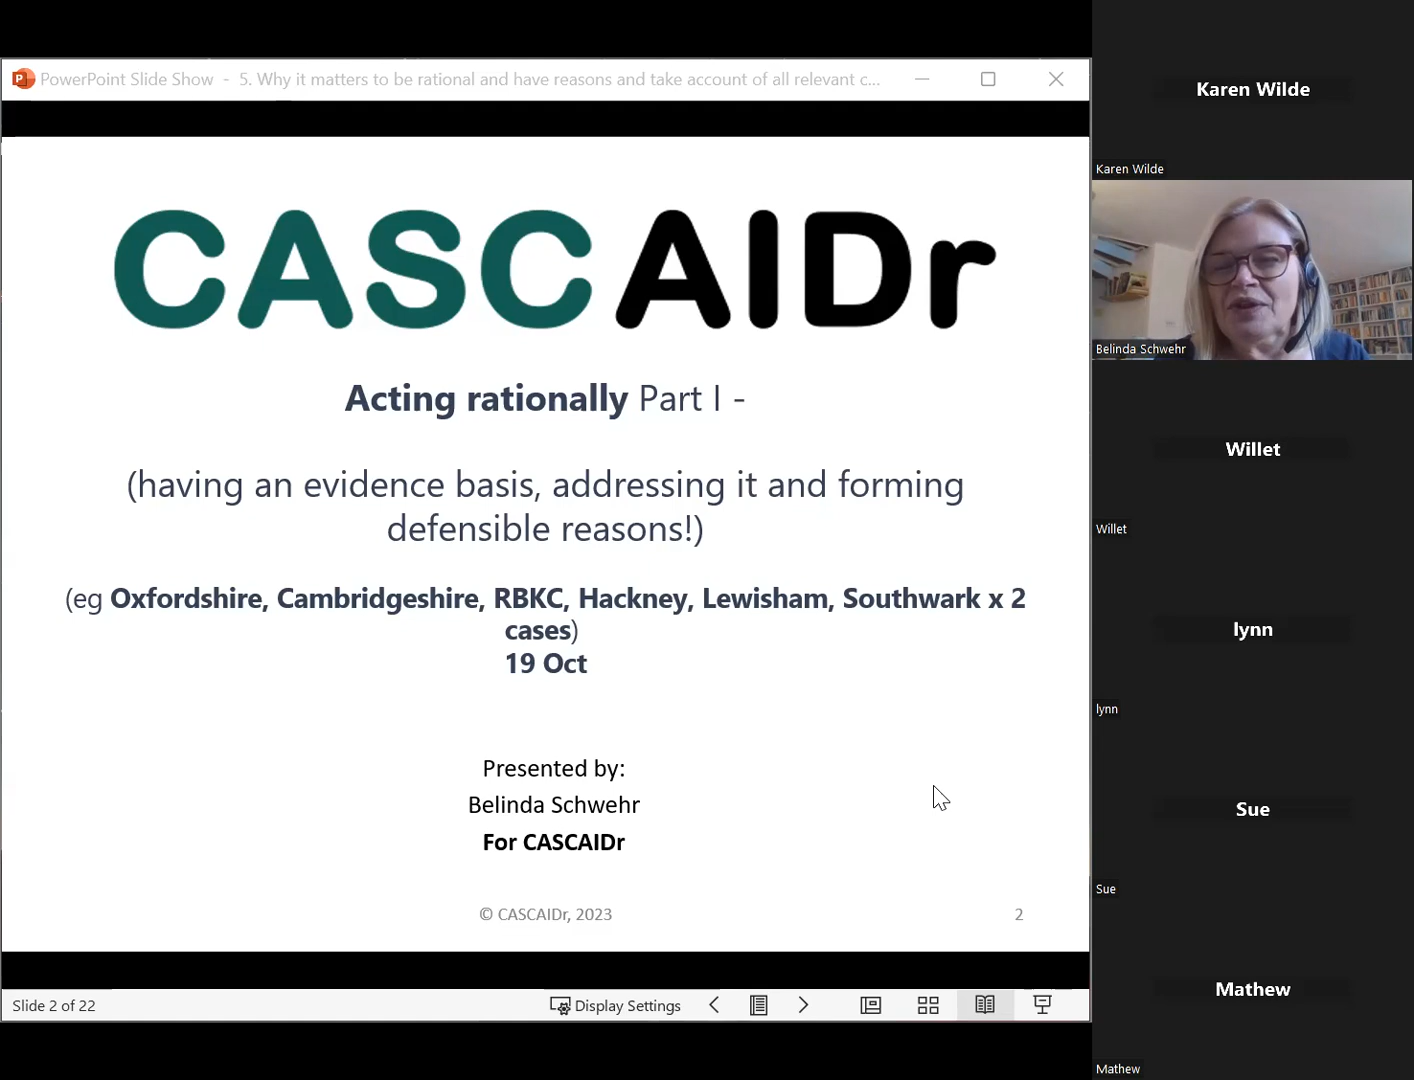 PowerPoint Slide Show - 5. Why it matters to be rational and have reasons and take account of all relevant c...
CASCAIDr
Acting rationally Part I -
(having an evidence basis, addressing it and forming
defensible reasons!)
(eg Oxfordshire, Cambridgeshire, RBKC, Hackney, Lewisham, Southwark x 2
cases)
19 Oct
Presented by:
Belinda Schwehr
For CASCAIDr
© CASCAIDr, 2023
2
Slide 2 of 22
Display Settings
Karen Wilde
Karen Wilde
Belinda Schwehr
Willet
Willet
lynn
lynn
Sue
Sue
Mathew
Mathew